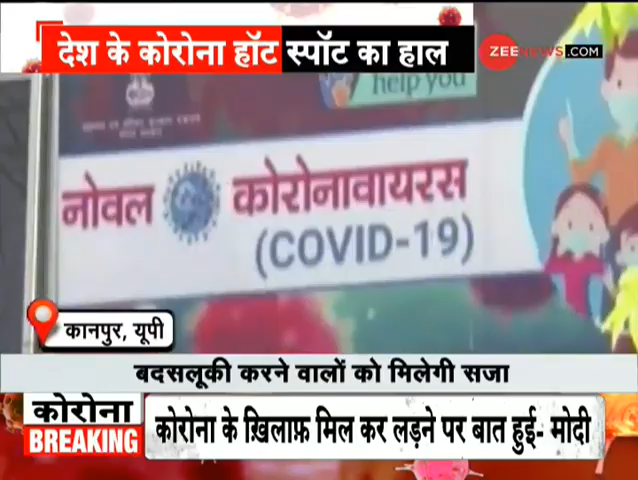 देश के कोरोना हॉट स्पॉट का हाल
ZEENEWS.COM
help you
नोवल कोरोनावायरस
(COVID-19)
कानपुर, यूपी
बदसलूकी करने वालों को मिलेगी सजा
कोरोना
BREAKING
कोरोना के ख़िलाफ़ मिल कर लड़ने पर बात हुई- मोदी